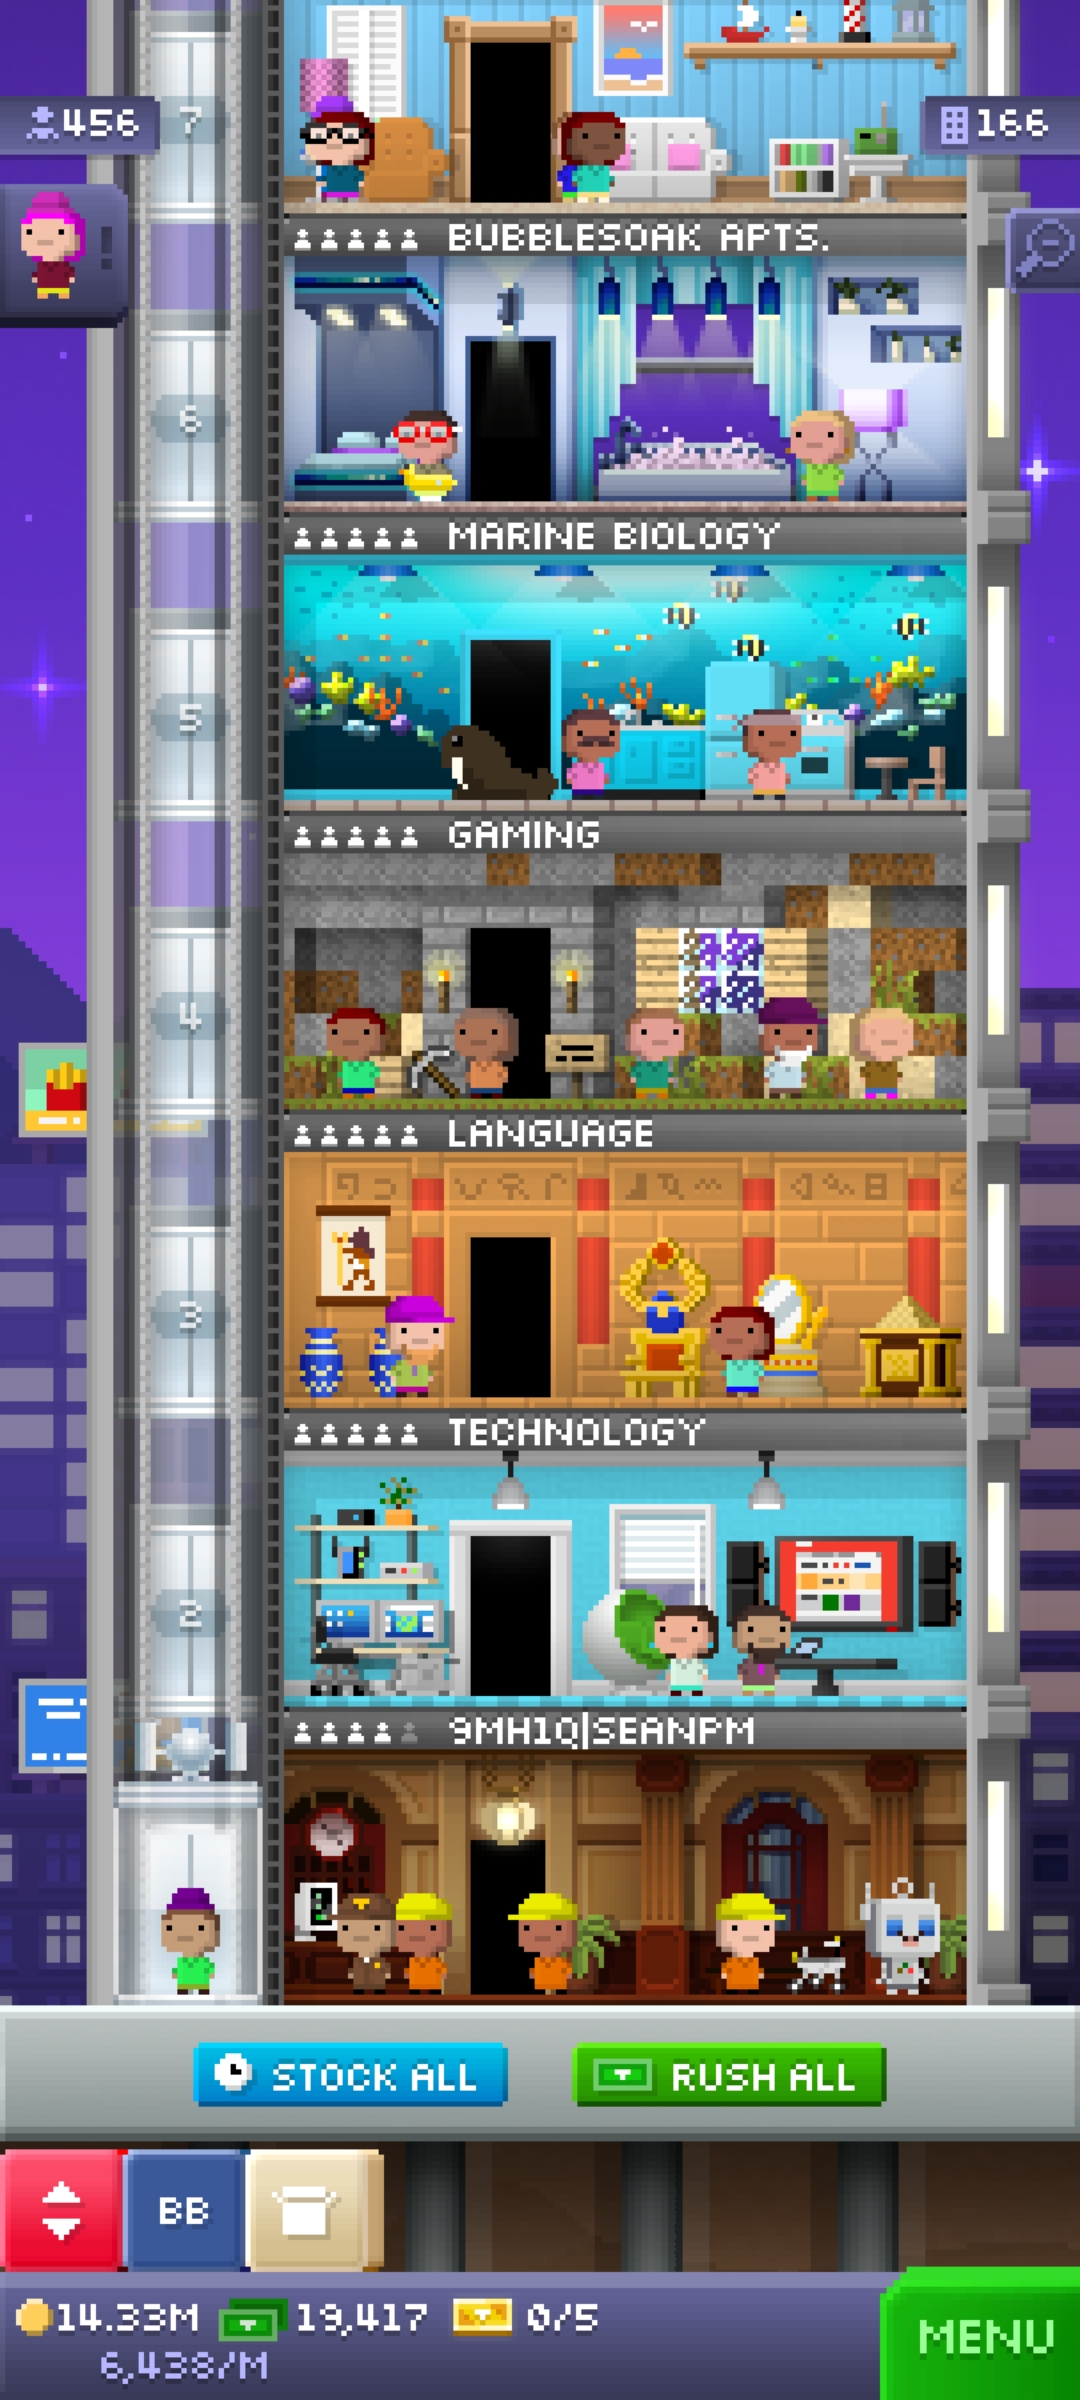 7
456
166
!
BUBBLESOAK APTS.
6
MARINE BIOLOGY
5
GAMING
4
LANGUAGE
3
TECHNOLOGY
2
9MH1Q|SEANPM
STOCK ALL
RUSH ALL
BB
14.33M
19,417
0/5
6,438/M
MENU